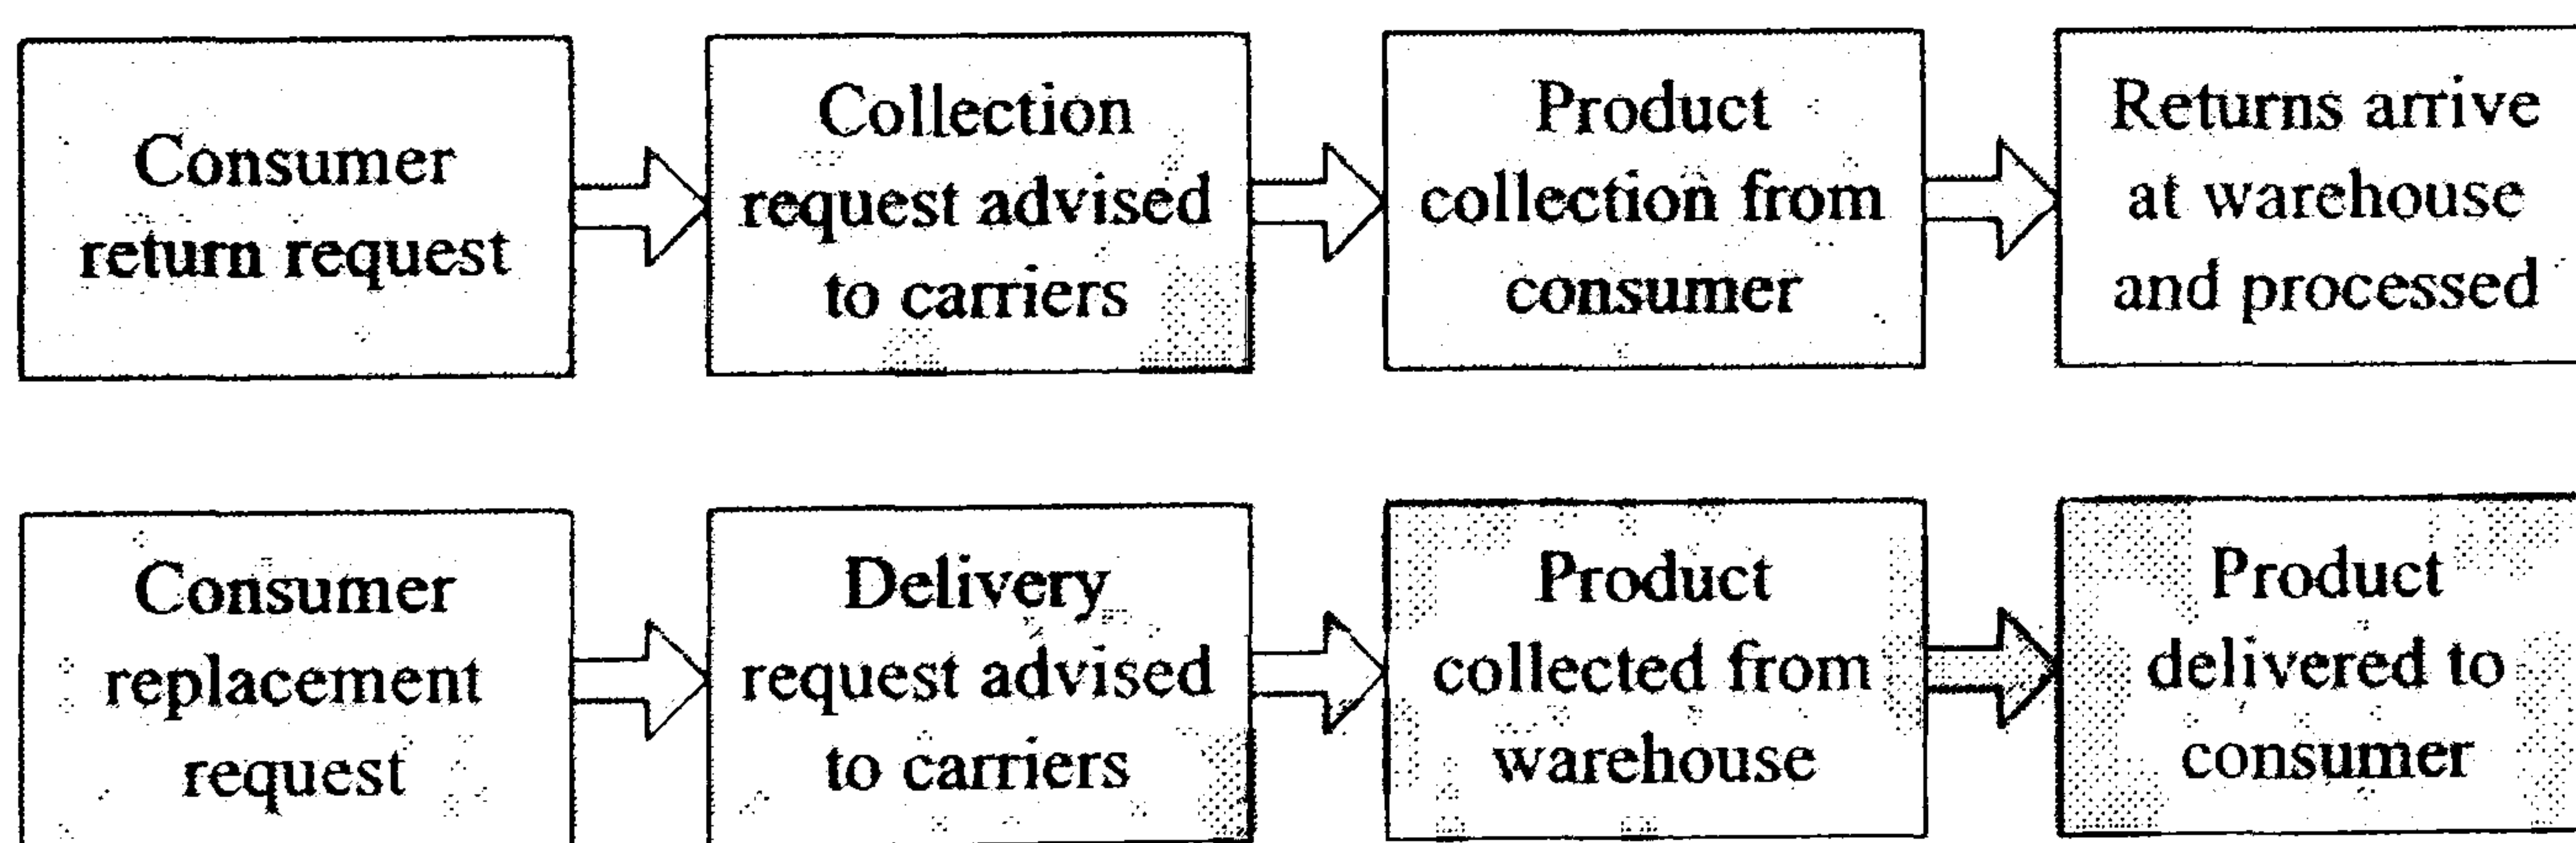 Consumer
return request
Collection
request advised
to carriers
Product
collection from
consumer
Returns arrive
at warehouse
and processed
Consumer
replacement
request
Delivery
request advised
to carriers
Product
collected from
warehouse
Product
delivered to
consumer